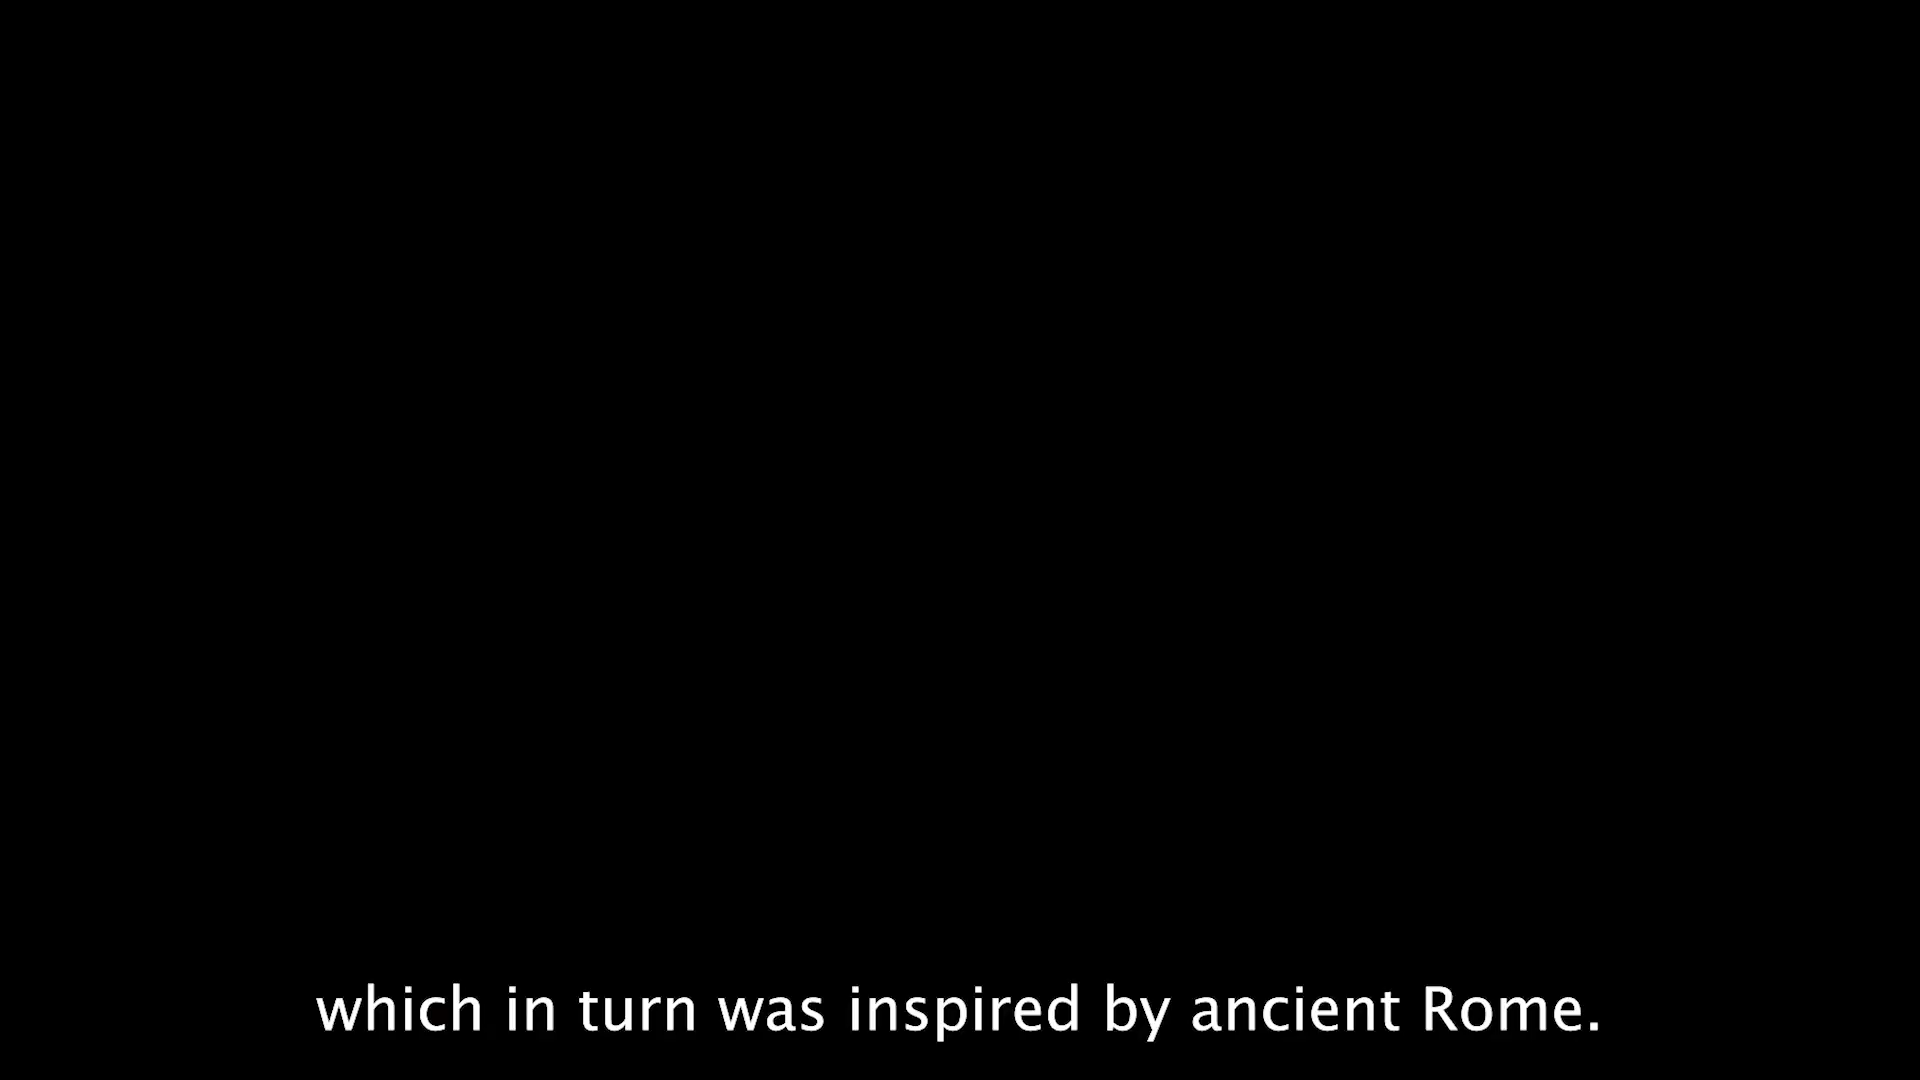 which in turn was inspired by ancient Rome.